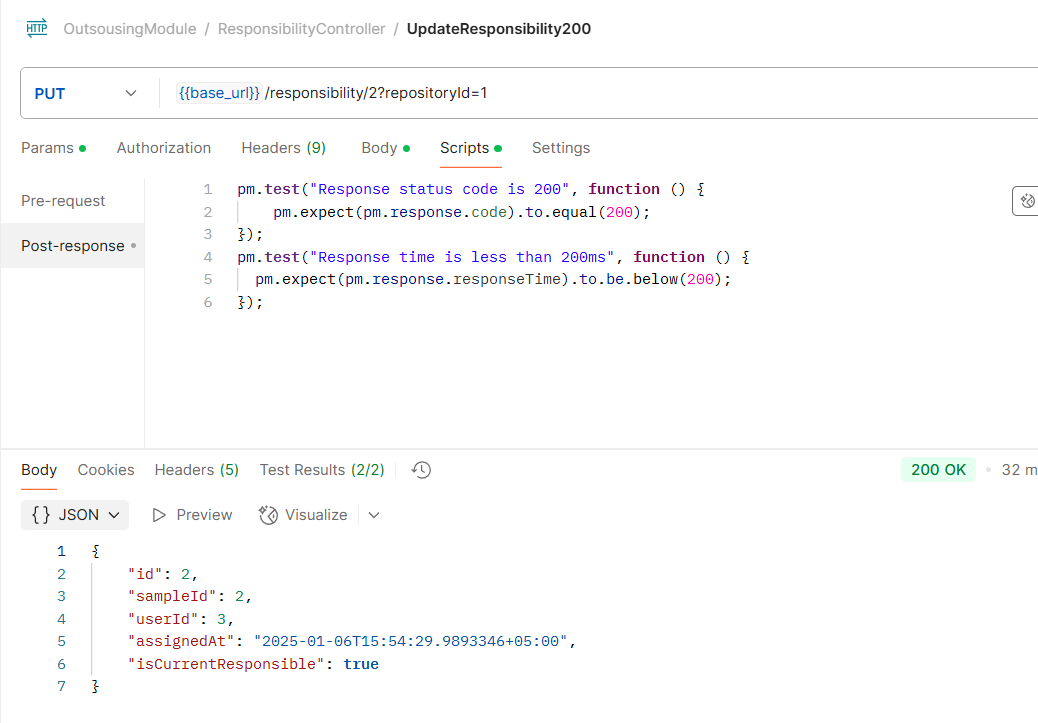 HTTP OutsousingModule / ResponsibilityController / UpdateResponsibility200
PUT {{base_url}} /responsibility/2?repositoryId=1
Params Authorization Headers (9) Body Scripts Settings
Pre-request
Post-response
1 pm.test("Response status code is 200", function () {
2 pm.expect(pm.response.code).to.equal(200);
3 });
4 pm.test("Response time is less than 200ms", function () {
5 pm.expect(pm.response.responseTime).to.be.below(200);
6 });
Body Cookies Headers (5) Test Results (2/2) 200 OK 32 m
{} JSON Preview Visualize
1 {
2 "id": 2,
3 "sampleId": 2,
4 "userId": 3,
5 "assignedAt": "2025-01-06T15:54:29.9893346+05:00",
6 "isCurrentResponsible": true
7 }